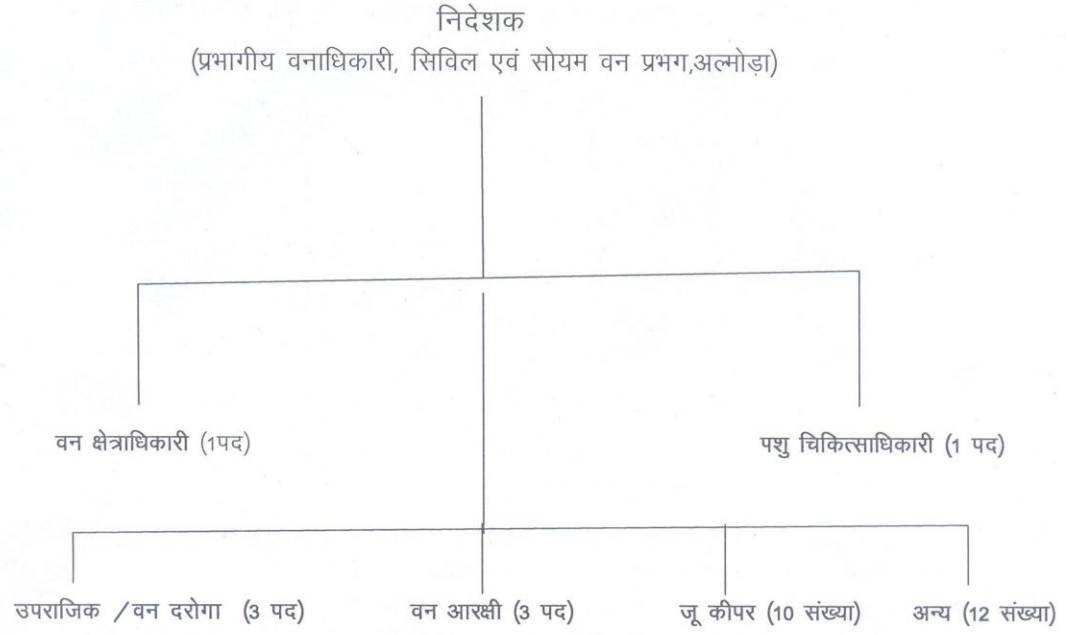 निदेशक
(प्रभागीय वनाधिकारी, सिविल एवं सोयम वन प्रभग,अल्मोड़ा)
वन क्षेत्राधिकारी (1पद)
पशु चिकित्साधिकारी (1 पद)
उपराजिक /वन दरोगा (3 पद)
वन आरक्षी (3 पद)
जू कीपर (10 संख्या)
अन्य (12 संख्या)